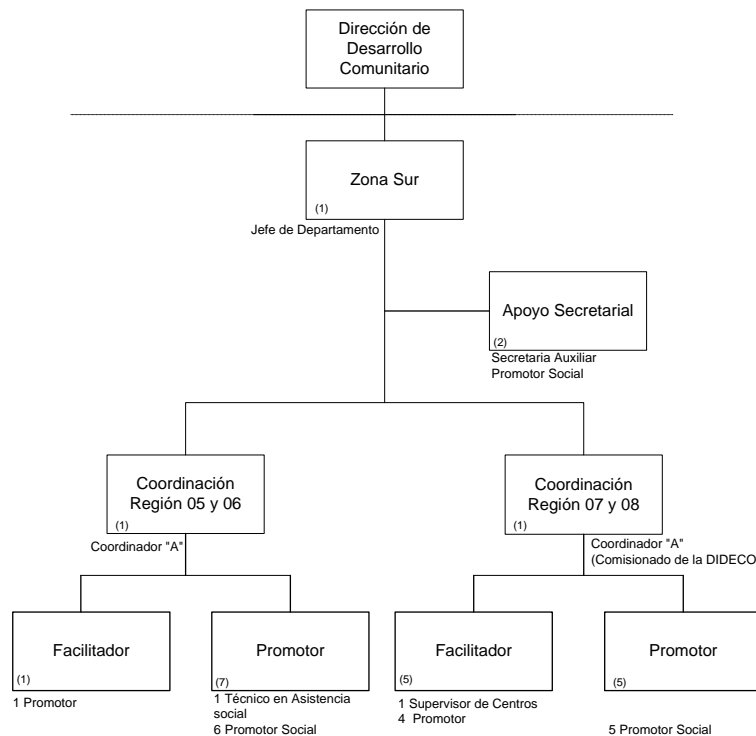 Dirección de
Desarrollo
Comunitario
Zona Sur
(1)
Jefe de Departamento
Apoyo Secretarial
(2)
Secretaria Auxiliar
Promotor Social
Coordinación
Región 05 y 06
(1)
Coordinador "A"
Coordinación
Región 07 y 08
(1)
Coordinador "A"
(Comisionado de la DIDECO
Facilitador
(1)
1 Promotor
Promotor
(7)
1 Técnico en Asistencia
social
6 Promotor Social
Facilitador
(5)
1 Supervisor de Centros
4 Promotor
Promotor
(5)
5 Promotor Social